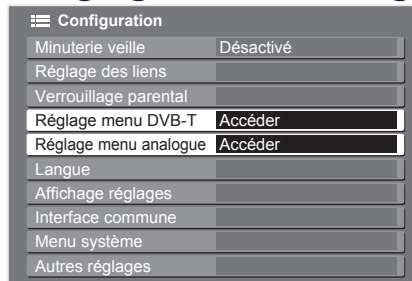 Configuration
Minuterie veille Désactivé
Réglage des liens
Verrouillage parental
Réglage menu DVB-T Accéder
Réglage menu analogue Accéder
Langue
Affichage réglages
Interface commune
Menu système
Autres réglages